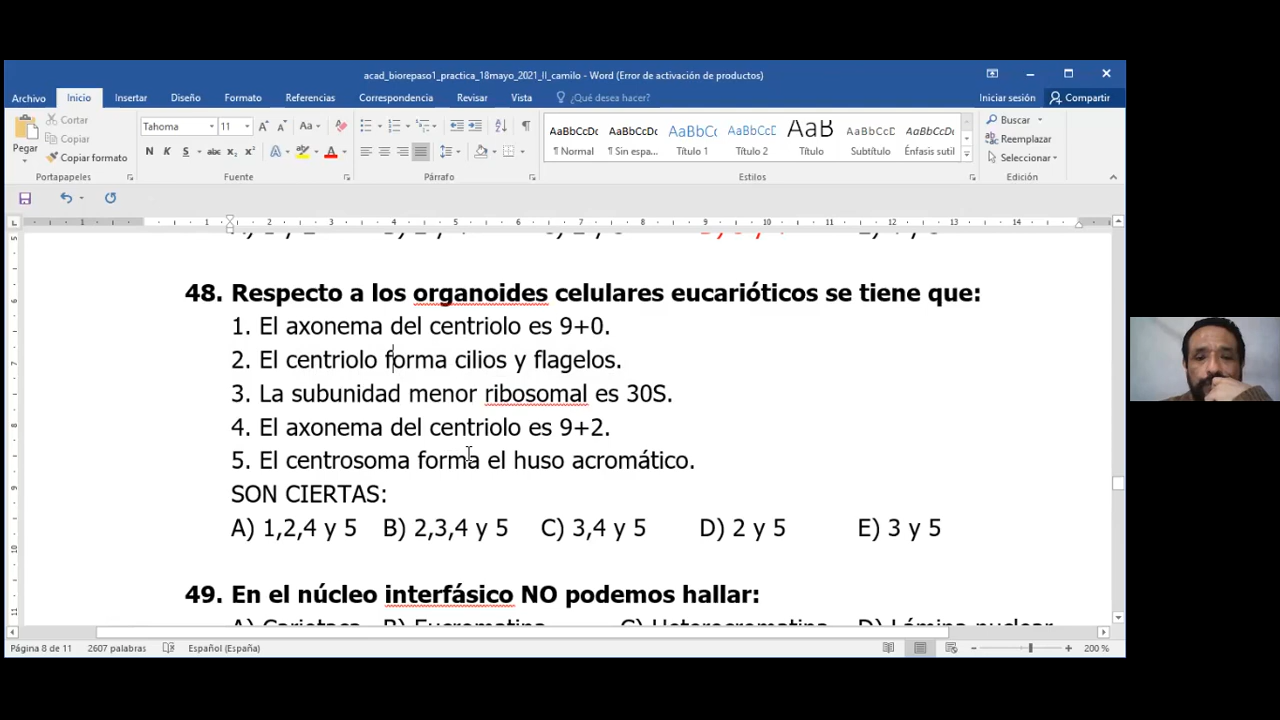 acad_biorepaso1_practica_18mayo_2021_II_camilo - Word (Error de activación de productos)
Archivo Inicio Insertar Diseño Formato Referencias Correspondencia Revisar Vista ¿Qué desea hacer? Iniciar sesión Compartir
Pegar
Cortar
Copiar
Copiar formato
Portapapeles
Tahoma 11
Fuente
Párrafo
AaBbCcDc AaBbCcDc AaBbCc AaBbCcD AaB AaBbCcD AaBbCcDc
¶ Normal ¶ Sin espa... Título 1 Título 2 Título Subtítulo Énfasis sutil
Estilos
Buscar
Reemplazar
Seleccionar
Edición
48. Respecto a los organoides celulares eucarióticos se tiene que:
1. El axonema del centriolo es 9+0.
2. El centriolo forma cilios y flagelos.
3. La subunidad menor ribosomal es 30S.
4. El axonema del centriolo es 9+2.
5. El centrosoma forma el huso acromático.
SON CIERTAS:
A) 1,2,4 y 5 B) 2,3,4 y 5 C) 3,4 y 5 D) 2 y 5 E) 3 y 5
49. En el núcleo interfásico NO podemos hallar:
A) Carioteca B) Eucromatina C) Heterocromatina D) Lámina nuclear
Página 8 de 11 2607 palabras Español (España) 200 %